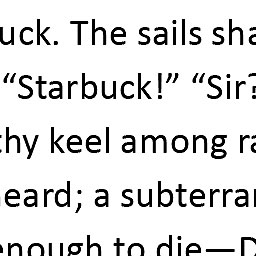 uck. The sails sha
“Starbuck!” “Sir?
thy keel among ra
eard; a subterran
enough to die—D